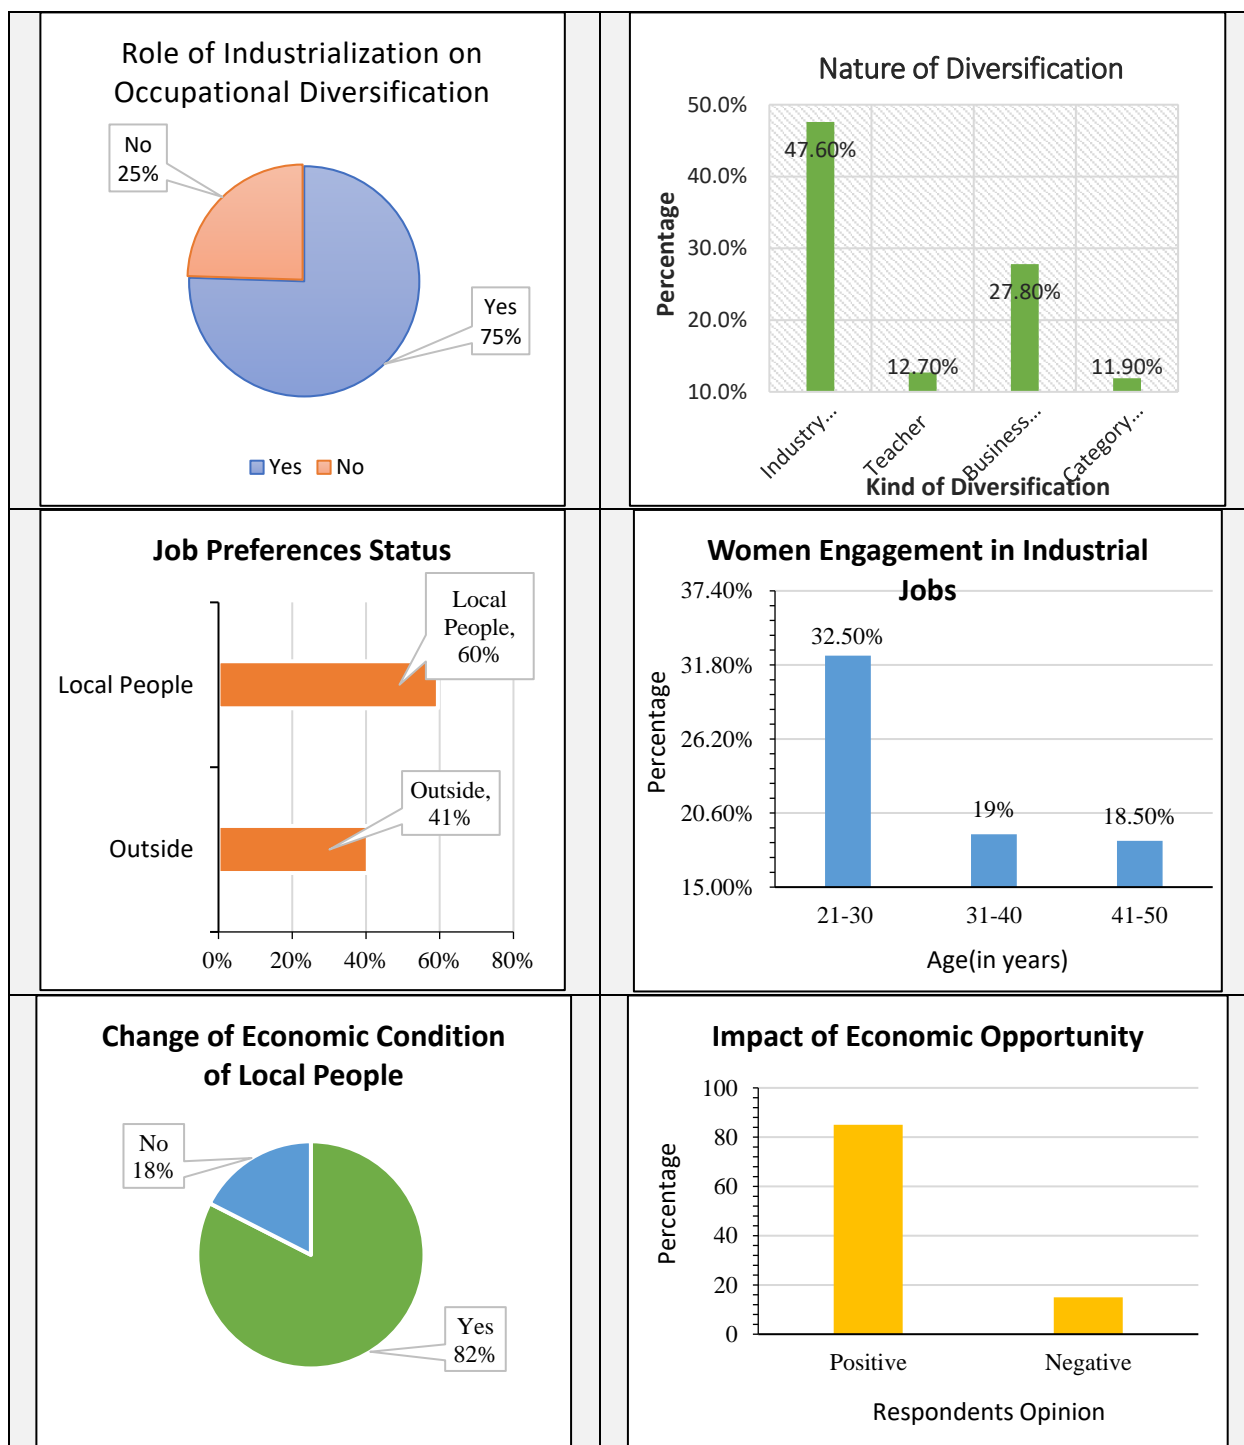 Role of Industrialization on
Occupational Diversification
No
25%
Yes
75%
Yes No
Nature of Diversification
50.0%
40.0%
30.0%
20.0%
10.0%
Percentage
47.60%
12.70%
27.80%
11.90%
Industry...
Teacher
Business...
Category...
Kind of Diversification
Job Preferences Status
Local
People,
60%
Local People
Outside,
41%
Outside
0% 20% 40% 60% 80%
Women Engagement in Industrial
Jobs
37.40%
31.80%
26.20%
20.60%
15.00%
Percentage
32.50%
19%
18.50%
21-30 31-40 41-50
Age(in years)
Change of Economic Condition
of Local People
No
18%
Yes
82%
Impact of Economic Opportunity
100
80
60
40
20
0
Percentage
Positive Negative
Respondents Opinion